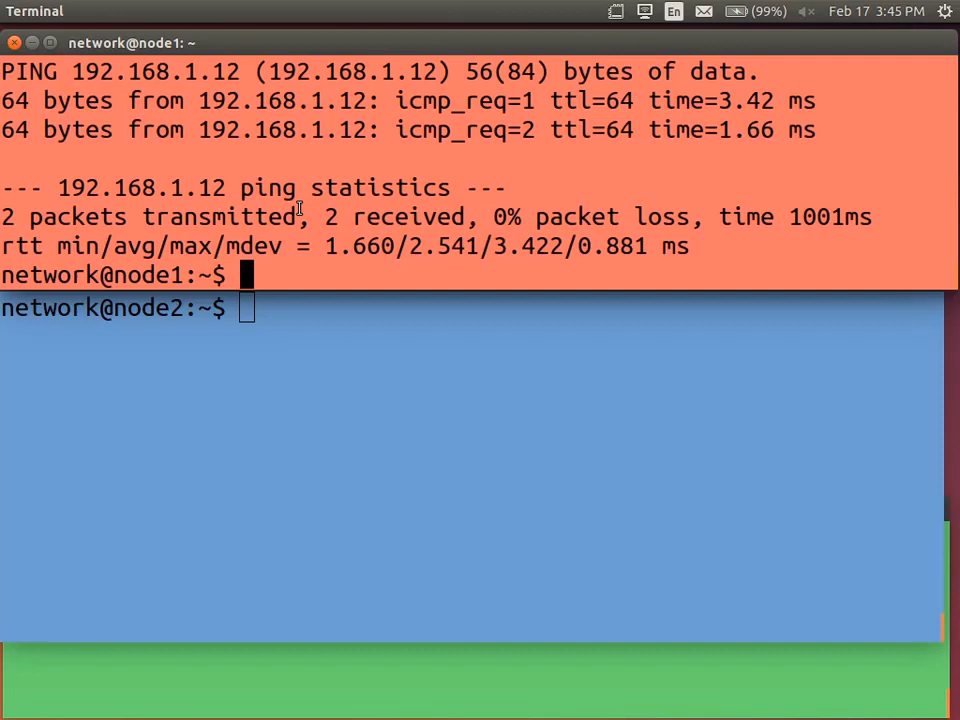 Terminal
En
(99%)
Feb 17 3:45 PM
network@node1: ~
PING 192.168.1.12 (192.168.1.12) 56(84) bytes of data.
64 bytes from 192.168.1.12: icmp_req=1 ttl=64 time=3.42 ms
64 bytes from 192.168.1.12: icmp_req=2 ttl=64 time=1.66 ms
--- 192.168.1.12 ping statistics ---
2 packets transmitted, 2 received, 0% packet loss, time 1001ms
rtt min/avg/max/mdev = 1.660/2.541/3.422/0.881 ms
network@node1:~$
network@node2:~$